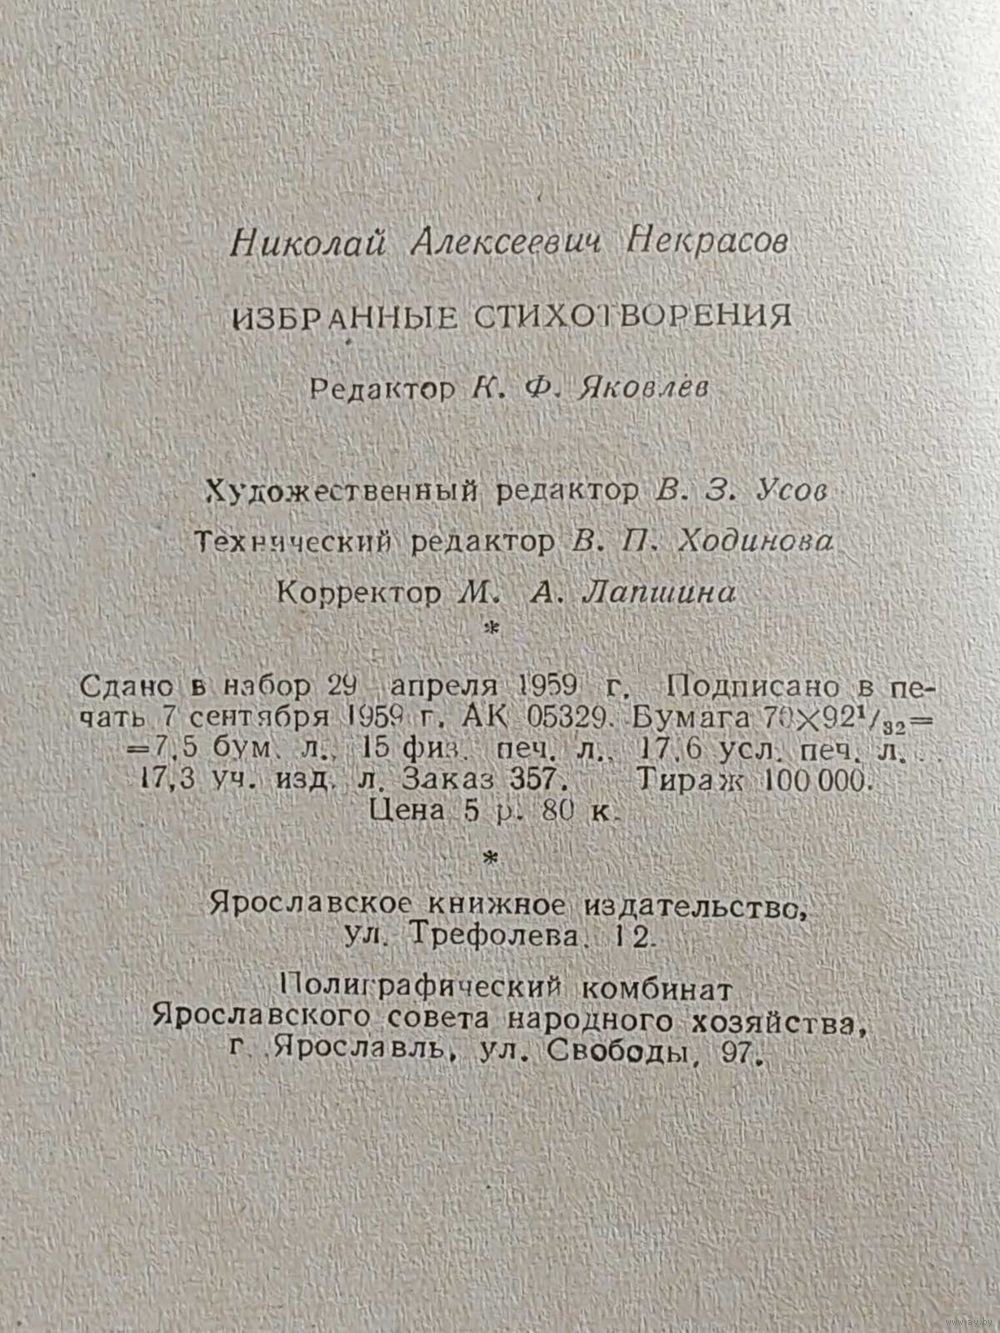 Николай Алексеевич Некрасов
ИЗБРАННЫЕ СТИХОТВОРЕНИЯ
Редактор К. Ф. Яковлев
Художественный редактор В. З. Усов
Технический редактор В. П. Ходинова
Корректор М. А. Лапшина
*
Сдано в набор 29 апреля 1959 г. Подписано в пе-
чать 7 сентября 1959 г. АК 05329. Бумага 70×92¹/₃₂=
=7,5 бум. л., 15 физ. печ. л., 17,6 усл. печ. л.
17,3 уч. изд. л. Заказ 357. Тираж 100 000.
Цена 5 р. 80 к.
*
Ярославское книжное издательство,
ул. Трефолева, 12.
Полиграфический комбинат
Ярославского совета народного хозяйства,
г. Ярославль, ул. Свободы, 97.
www.ay.by